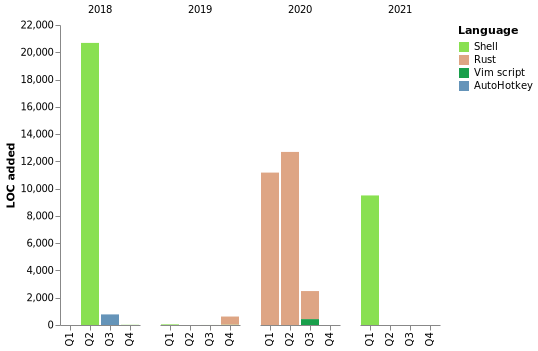 2018 2019 2020 2021
Language
Shell
Rust
Vim script
AutoHotkey
LOC added
22,000
20,000
18,000
16,000
14,000
12,000
10,000
8,000
6,000
4,000
2,000
0
Q1 Q2 Q3 Q4 Q1 Q2 Q3 Q4 Q1 Q2 Q3 Q4 Q1 Q2 Q3 Q4